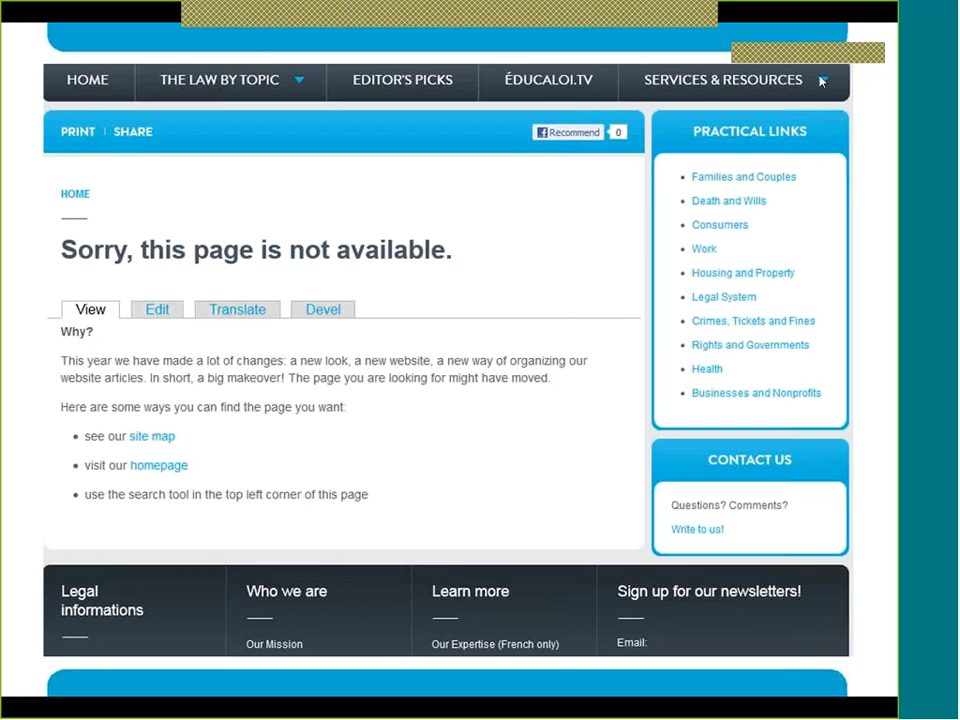 HOME THE LAW BY TOPIC EDITOR'S PICKS ÉDUCALOI.TV SERVICES & RESOURCES
PRINT | SHARE
Recommend 0
HOME
Sorry, this page is not available.
View Edit Translate Devel
Why?
This year we have made a lot of changes: a new look, a new website, a new way of organizing our
website articles. In short, a big makeover! The page you are looking for might have moved.
Here are some ways you can find the page you want:
• see our site map
• visit our homepage
• use the search tool in the top left corner of this page
PRACTICAL LINKS
• Families and Couples
• Death and Wills
• Consumers
• Work
• Housing and Property
• Legal System
• Crimes, Tickets and Fines
• Rights and Governments
• Health
• Businesses and Nonprofits
CONTACT US
Questions? Comments?
Write to us!
Legal
informations
Who we are
Our Mission
Learn more
Our Expertise (French only)
Sign up for our newsletters!
Email: